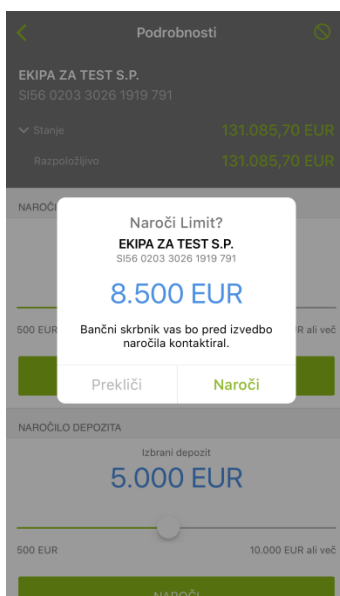 Podrobnosti
EKIPA ZA TEST S.P.
SI56 0203 3026 1919 791
Stanje
131.085,70 EUR
Razpoložljivo
131.085,70 EUR
Naroči Limit?
EKIPA ZA TEST S.P.
SI56 0203 3026 1919 791
8.500 EUR
Bančni skrbnik vas bo pred izvedbo
naročila kontaktiral.
Prekliči
Naroči
500 EUR
ali več
NAROČILO DEPOZITA
Izbrani depozit
5.000 EUR
500 EUR
10.000 EUR ali več
NAROČI